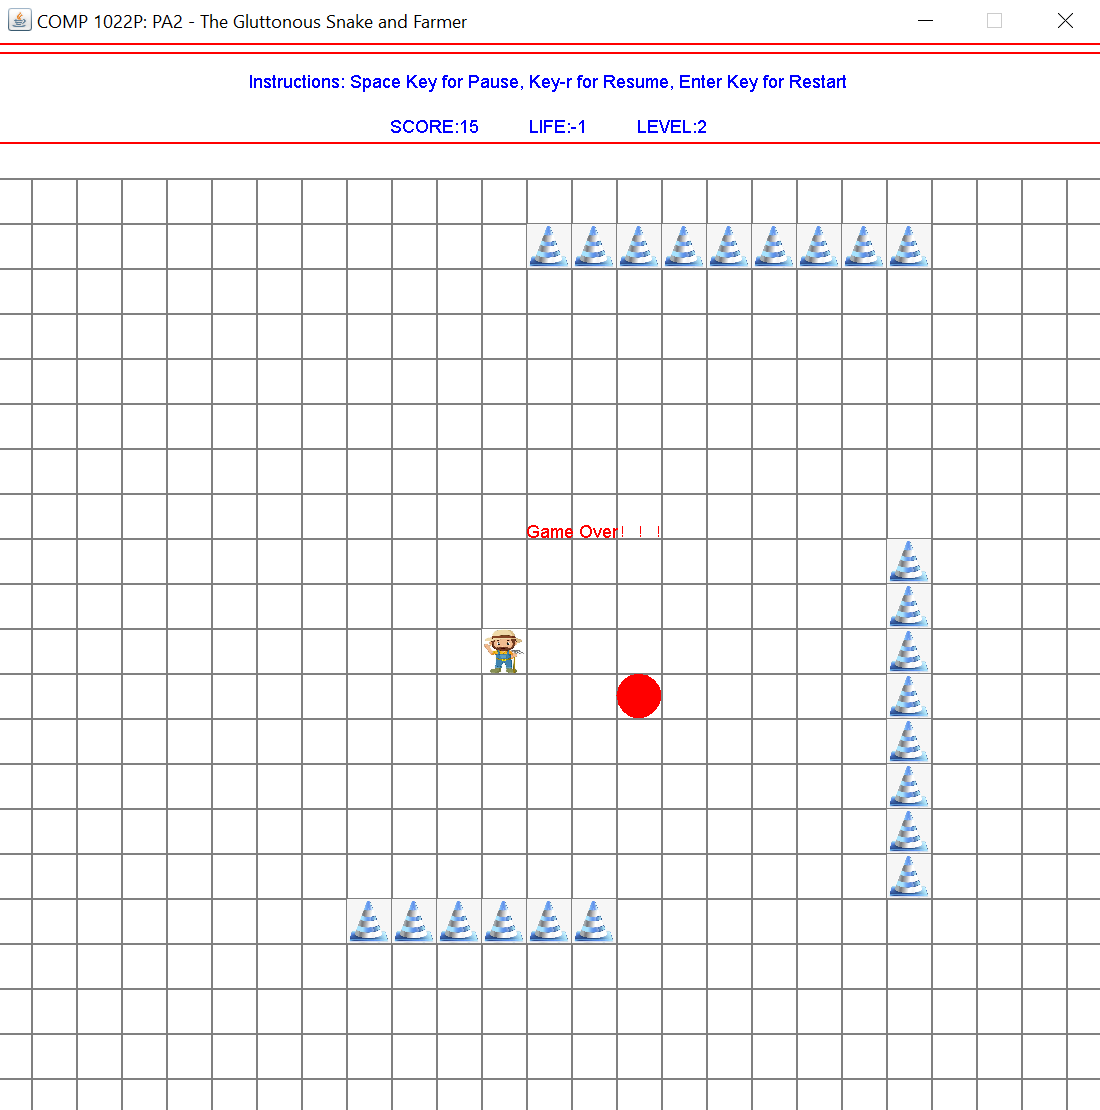 COMP 1022P: PA2 - The Gluttonous Snake and Farmer
Instructions: Space Key for Pause, Key-r for Resume, Enter Key for Restart
SCORE:15 LIFE:-1 LEVEL:2
Game Over！！！